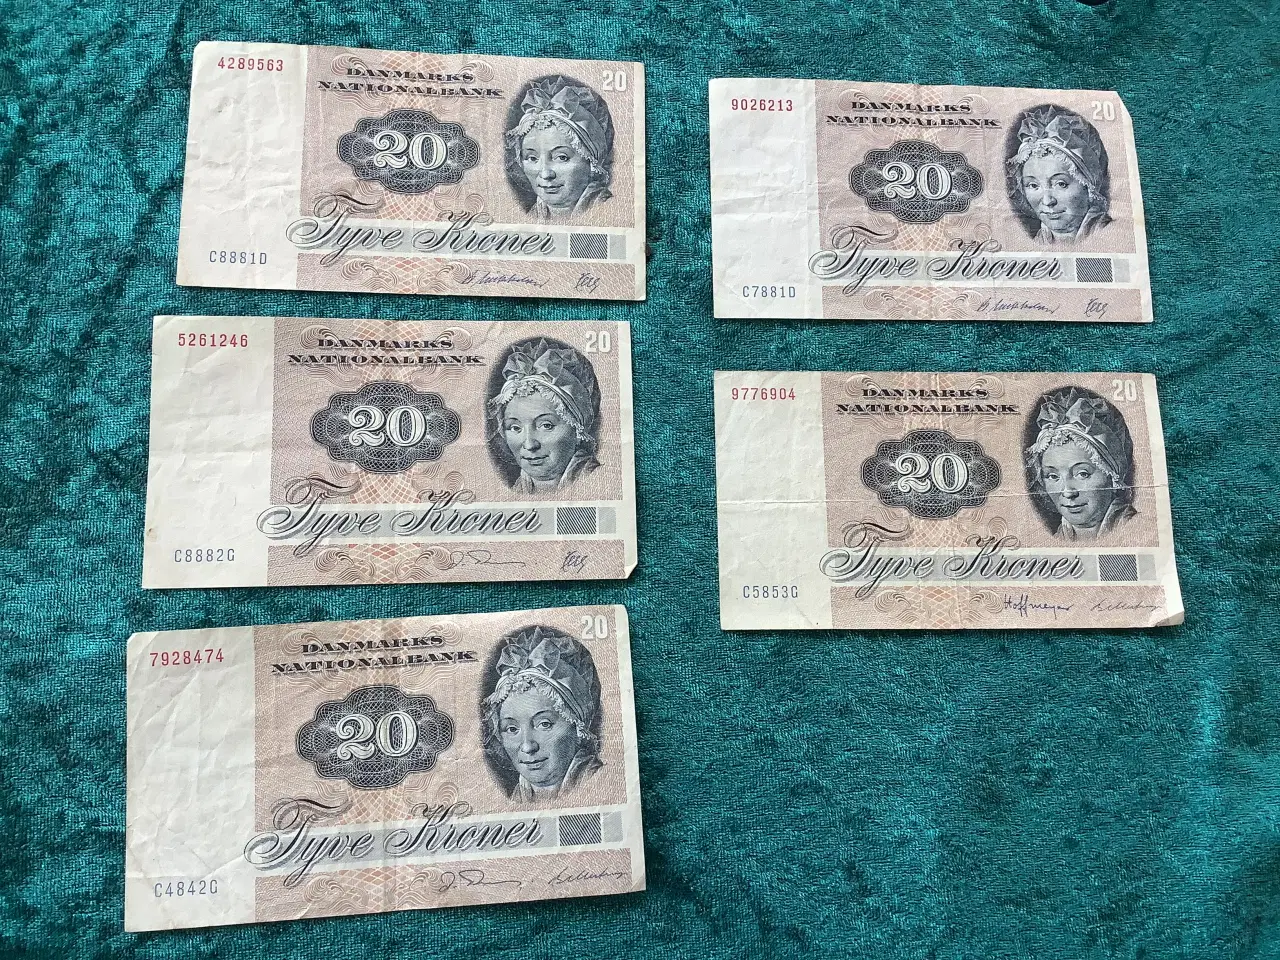 4289563
DANMARKS
NATIONALBANK
20
20
Tyve Kroner
C8881D
9026213
DANMARKS
NATIONALBANK
20
20
Tyve Kroner
C7881D
5261246
DANMARKS
NATIONALBANK
20
20
Tyve Kroner
C8882G
9776904
DANMARKS
NATIONALBANK
20
20
Tyve Kroner
C5853G
Hoffmeyer
7928474
DANMARKS
NATIONALBANK
20
20
Tyve Kroner
C4842G